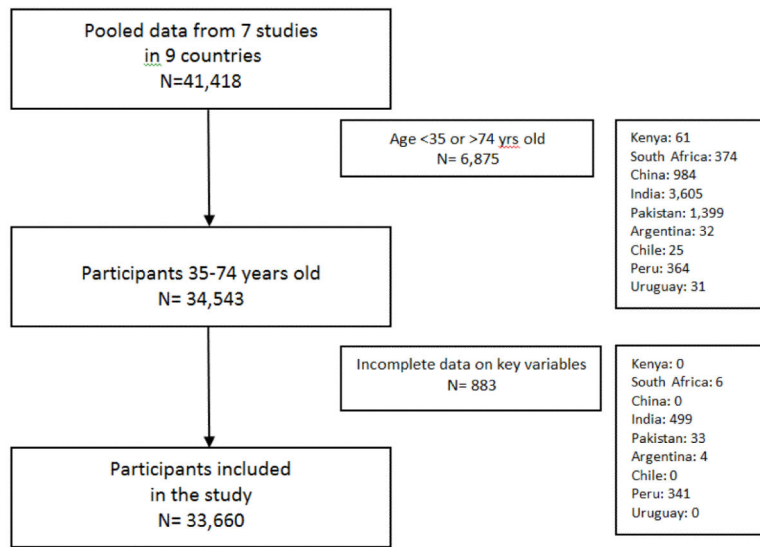 Pooled data from 7 studies
in 9 countries
N=41,418
Age <35 or >74 yrs old
N= 6,875
Kenya: 61
South Africa: 374
China: 984
India: 3,605
Pakistan: 1,399
Argentina: 32
Chile: 25
Peru: 364
Uruguay: 31
Participants 35-74 years old
N= 34,543
Incomplete data on key variables
N= 883
Kenya: 0
South Africa: 6
China: 0
India: 499
Pakistan: 33
Argentina: 4
Chile: 0
Peru: 341
Uruguay: 0
Participants included
in the study
N= 33,660